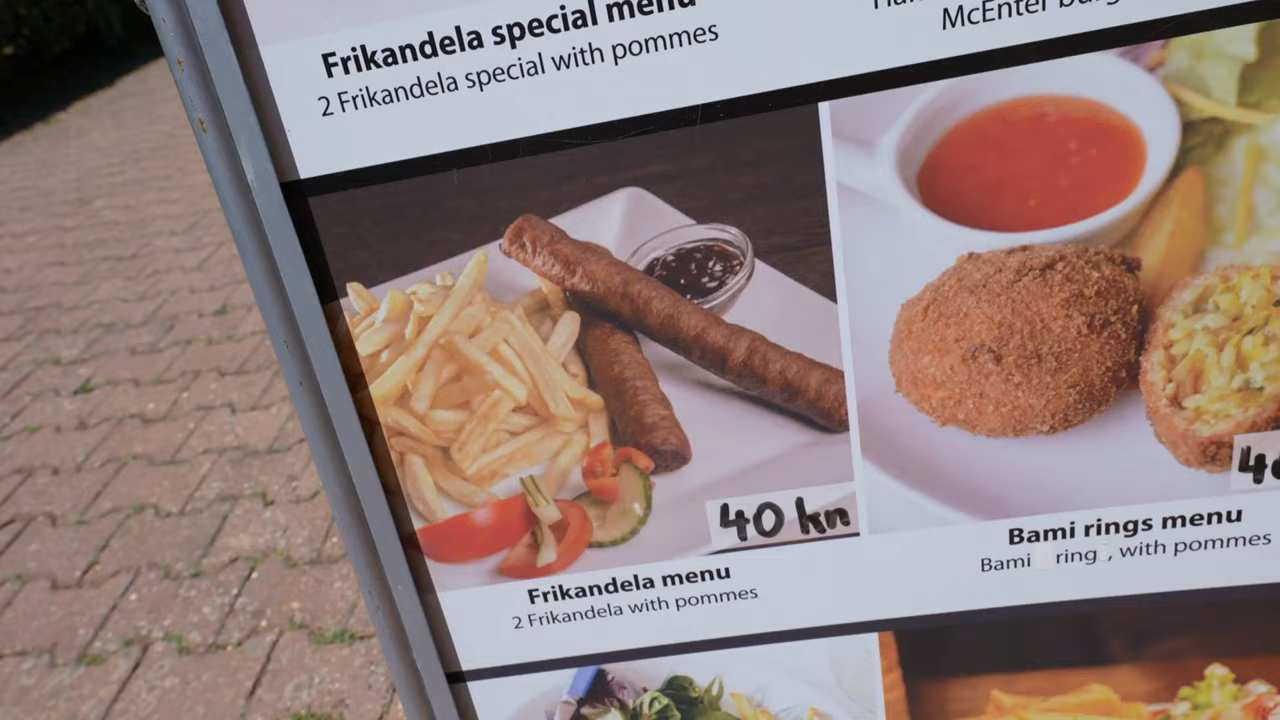 Frikandela special menu
2 Frikandela special with pommes
McEnter
40 kn
Frikandela menu
2 Frikandela with pommes
Bami rings menu
Bami ring , with pommes